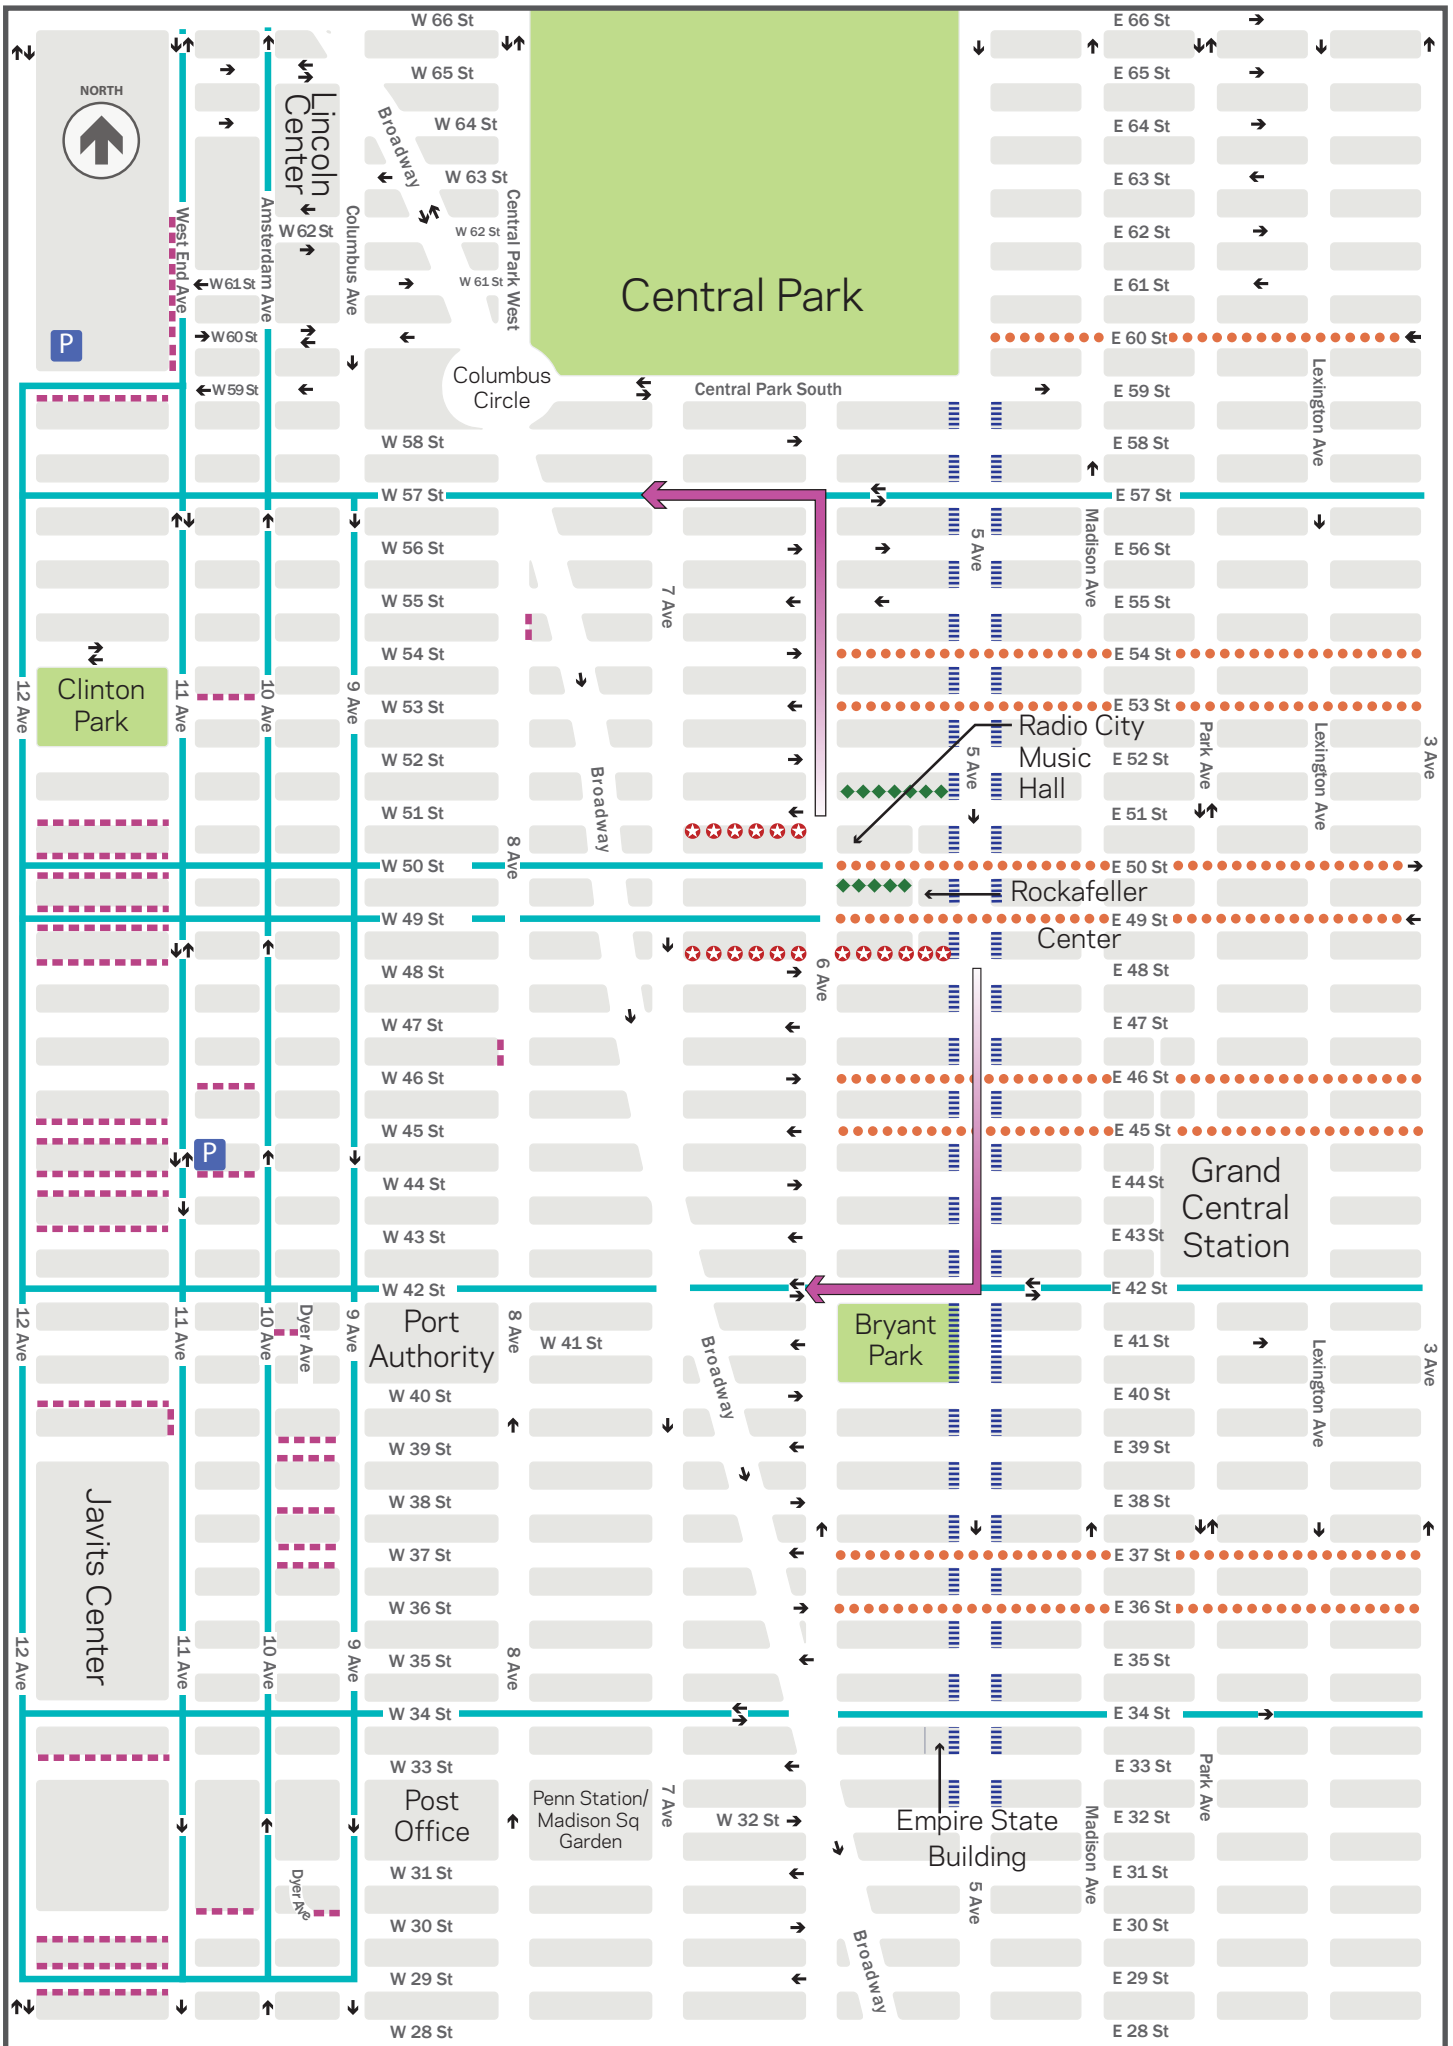 W 66 St
E 66 St
W 65 St
E 65 St
NORTH
Lincoln
Center
Broadway
W 64 St
E 64 St
W 63 St
E 63 St
West End Ave
Amsterdam Ave
Columbus Ave
Central Park West
W 62 St
W 62 St
E 62 St
W 61 St
W 61 St
E 61 St
Central Park
P
W 60 St
E 60 St
Columbus
Circle
W 59 St
Central Park South
E 59 St
Lexington Ave
W 58 St
E 58 St
W 57 St
E 57 St
W 56 St
5 Ave
Madison Ave
E 56 St
W 55 St
7 Ave
E 55 St
W 54 St
E 54 St
Clinton
Park
12 Ave
11 Ave
10 Ave
9 Ave
W 53 St
E 53 St
Radio City
Music
Hall
5 Ave
Park Ave
Lexington Ave
3 Ave
W 52 St
E 52 St
Broadway
W 51 St
E 51 St
8 Ave
W 50 St
E 50 St
Rockafeller
Center
W 49 St
E 49 St
6 Ave
W 48 St
E 48 St
W 47 St
E 47 St
W 46 St
E 46 St
W 45 St
E 45 St
P
W 44 St
E 44 St
Grand
Central
Station
W 43 St
E 43 St
W 42 St
E 42 St
12 Ave
11 Ave
10 Ave
Dyer Ave
9 Ave
Port
Authority
8 Ave
W 41 St
Broadway
Bryant
Park
E 41 St
Lexington Ave
3 Ave
W 40 St
E 40 St
W 39 St
E 39 St
Javits Center
W 38 St
E 38 St
W 37 St
E 37 St
W 36 St
E 36 St
12 Ave
11 Ave
10 Ave
9 Ave
W 35 St
8 Ave
E 35 St
W 34 St
E 34 St
W 33 St
E 33 St
Park Ave
Post
Office
Penn Station/
Madison Sq
Garden
7 Ave
W 32 St
Empire State
Building
Madison Ave
E 32 St
W 31 St
E 31 St
Dyer Ave
5 Ave
W 30 St
Broadway
E 30 St
W 29 St
E 29 St
W 28 St
E 28 St